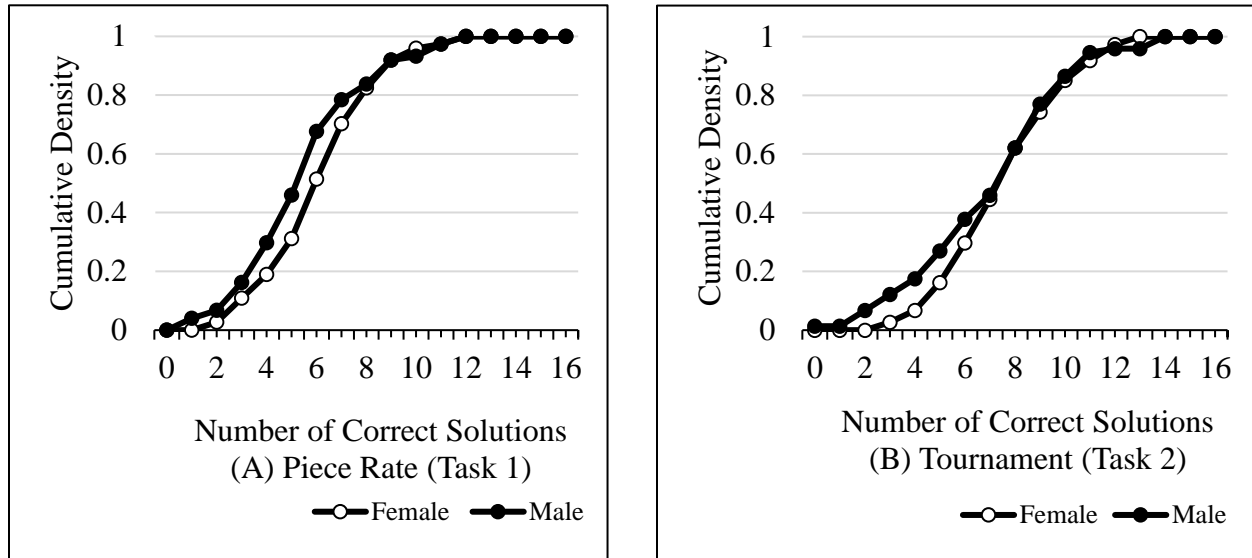 1
0.8
0.6
0.4
0.2
0
Cumulative Density
0 2 4 6 8 10 12 14 16
Number of Correct Solutions
(A) Piece Rate (Task 1)
Female Male
1
0.8
0.6
0.4
0.2
0
Cumulative Density
0 2 4 6 8 10 12 14 16
Number of Correct Solutions
(B) Tournament (Task 2)
Female Male